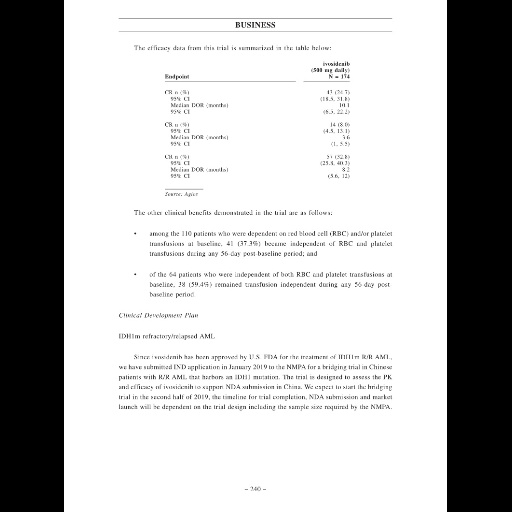 BUSINESS
The efficacy data from this trial is summarized in the table below:
ivosidenib
(500 mg daily)
Endpoint N = 174
CR n (%) 43 (24.7)
95% CI (18.5, 31.8)
Median DOR (months) 10.1
95% CI (6.5, 22.2)
CR n (%) 14 (8.0)
95% CI (4.5, 13.1)
Median DOR (months) 3.6
95% CI (1, 5.5)
CR n (%) 57 (32.8)
95% CI (25.8, 40.3)
Median DOR (months) 8.2
95% CI (5.6, 12)
Source: Agios
The other clinical benefits demonstrated in the trial are as follows:
• among the 110 patients who were dependent on red blood cell (RBC) and/or platelet
transfusions at baseline, 41 (37.3%) became independent of RBC and platelet
transfusions during any 56-day post-baseline period; and
• of the 64 patients who were independent of both RBC and platelet transfusions at
baseline, 38 (59.4%) remained transfusion independent during any 56-day post-
baseline period.
Clinical Development Plan
IDH1m refractory/relapsed AML
Since ivosidenib has been approved by U.S. FDA for the treatment of IDH1m R/R AML,
we have submitted IND application in January 2019 to the NMPA for a bridging trial in Chinese
patients with R/R AML that harbors an IDH1 mutation. The trial is designed to assess the PK
and efficacy of ivosidenib to support NDA submission in China. We expect to start the bridging
trial in the second half of 2019, the timeline for trial completion, NDA submission and market
launch will be dependent on the trial design including the sample size required by the NMPA.
– 240 –